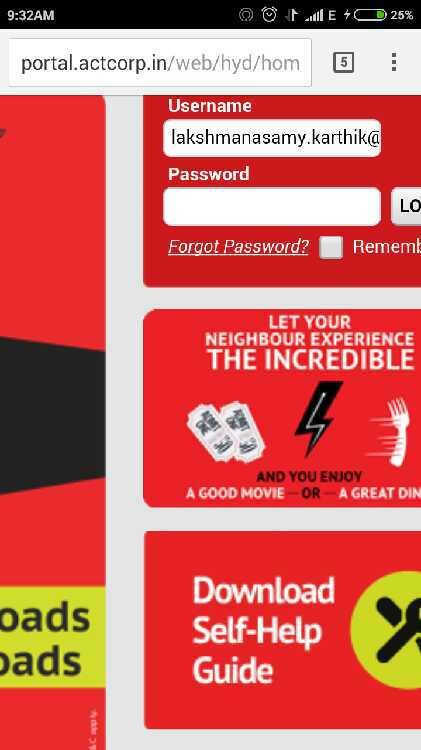 9:32AM
E
25%
portal.actcorp.in/web/hyd/hom
5
Username
lakshmanasamy.karthik@
Password
LO
Forgot Password?
Rememb
LET YOUR
NEIGHBOUR EXPERIENCE
THE INCREDIBLE
AND YOU ENJOY
A GOOD MOVIE — OR — A GREAT DIN
Download
Self-Help
Guide
oads
oads
& C apply.